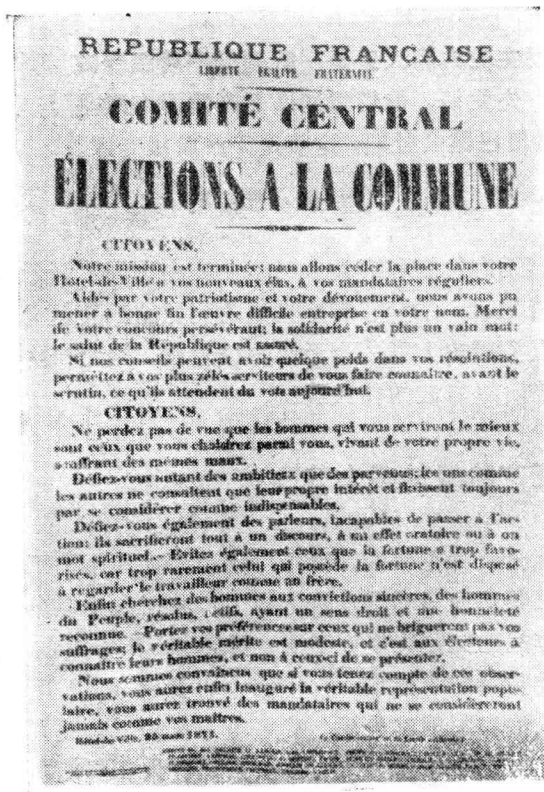 REPUBLIQUE FRANÇAISE
LIBERTÉ ÉGALITÉ FRATERNITÉ
COMITÉ CENTRAL
ÉLECTIONS A LA COMMUNE
CITOYENS,
Notre mission est terminée; nous allons céder la place dans votre
Hôtel-de-Ville à vos nouveaux élus, à vos mandataires réguliers.
Aidés par votre patriotisme et votre dévouement, nous avons pu
mener à bonne fin l'œuvre difficile entreprise en votre nom. Merci
de votre concours persévérant; la solidarité n'est plus un vain mot:
le salut de la République est assuré.
Si nos conseils peuvent avoir quelque poids dans vos résolutions,
permettez à vos plus zélés serviteurs de vous faire connaître, avant le
scrutin, ce qu'ils attendent du vote aujourd'hui.
CITOYENS,
Ne perdez pas de vue que les hommes qui vous serviront le mieux
sont ceux que vous choisirez parmi vous, vivant de votre propre vie,
souffrant des mêmes maux.
Défiez-vous autant des ambitieux que des parvenus; les uns comme
les autres ne consultent que leur propre intérêt et finissent toujours
par se considérer comme indispensables.
Défiez-vous également des parleurs, incapables de passer à l'ac-
tion; ils sacrifieront tout à un discours, à un effet oratoire ou à un
mot spirituel.— Evitez également ceux que la fortune a trop favo-
risés, car trop rarement celui qui possède la fortune n'est disposé
à regarder le travailleur comme un frère.
Enfin cherchez des hommes aux convictions sincères, des hommes
du Peuple, résolus, actifs, ayant un sens droit et une honnêteté
reconnue. — Portez vos préférences sur ceux qui ne brigueront pas vos
suffrages; le véritable mérite est modeste, et c'est aux électeurs à
connaître leurs hommes, et non à ceux-ci de se présenter.
Nous sommes convaincus que si vous tenez compte de ces obser-
vations, vous aurez enfin inauguré la véritable représentation popu-
laire, vous aurez trouvé des mandataires qui ne se considéreront
jamais comme vos maîtres.
Hôtel-de-Ville, 25 mars 1871.